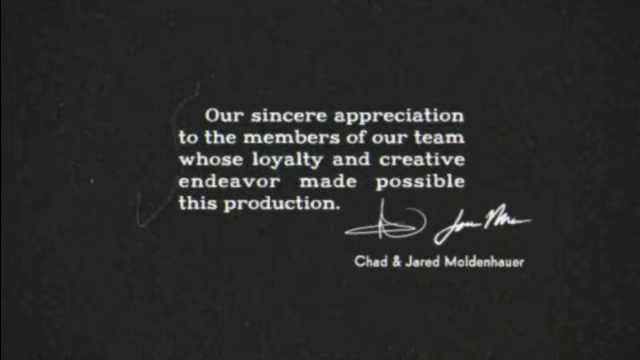 Our sincere appreciation
to the members of our team
whose loyalty and creative
endeavor made possible
this production.
Chad & Jared Moldenhauer